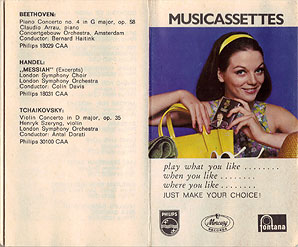 BEETHOVEN:
Piano Concerto no. 4 in G major, op. 58
Claudio Arrau, piano
Concertgebouw Orchestra, Amsterdam
Conductor: Bernard Haitink
Philips 18029 CAA
HANDEL:
„MESSIAH" (Excerpts)
London Symphony Choir
London Symphony Orchestra
Conductor: Colin Davis
Philips 18031 CAA
TCHAIKOVSKY:
Violin Concerto in D major, op. 35
Henryk Szeryng, violin
London Symphony Orchestra
Conductor: Antal Dorati
Philips 30100 CAA
MUSICASSETTES
play what you like ........
when you like ........
where you like ........
JUST MAKE YOUR CHOICE!
PHILIPS
Mercury
RECORDS
fontana